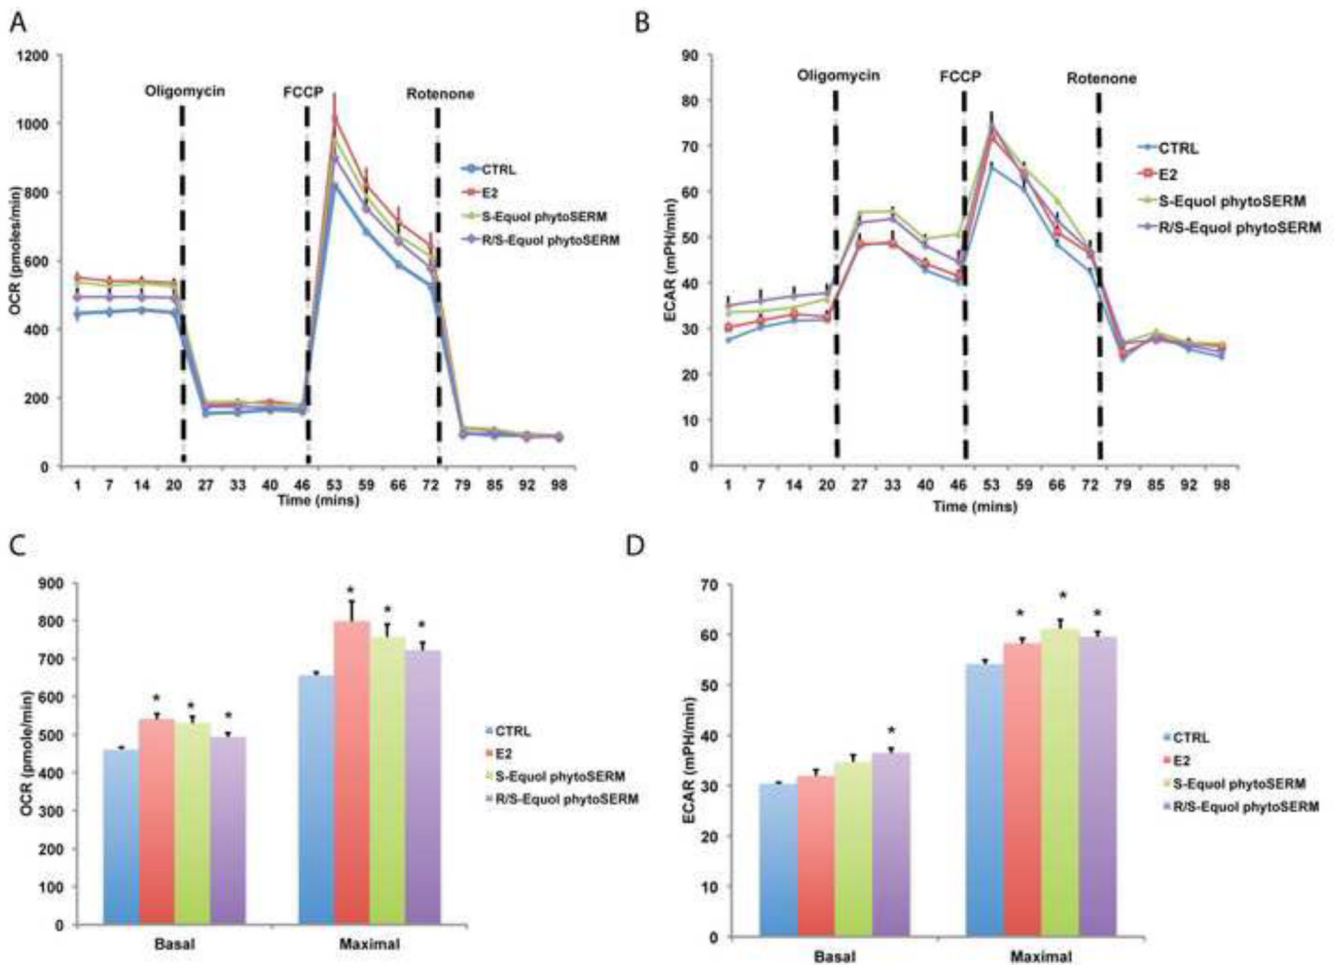 A
B
1200
1000
800
600
400
200
0
OCR (pmoles/min)
Oligomycin
FCCP
Rotenone
CTRL
E2
S-Equol phytoSERM
R/S-Equol phytoSERM
1 7 14 20 27 33 40 46 53 59 66 72 79 85 92 98
Time (mins)
90
80
70
60
50
40
30
20
10
0
ECAR (mPH/min)
Oligomycin
FCCP
Rotenone
CTRL
E2
S-Equol phytoSERM
R/S-Equol phytoSERM
1 7 14 20 27 33 40 46 53 59 66 72 79 85 92 98
Time (mins)
C
D
900
800
700
600
500
400
300
200
100
0
OCR (pmole/min)
* * *
* * *
Basal
Maximal
CTRL
E2
S-Equol phytoSERM
R/S-Equol phytoSERM
70
60
50
40
30
20
10
0
ECAR (mPH/min)
*
* * *
Basal
Maximal
CTRL
E2
S-Equol phytoSERM
R/S-Equol phytoSERM